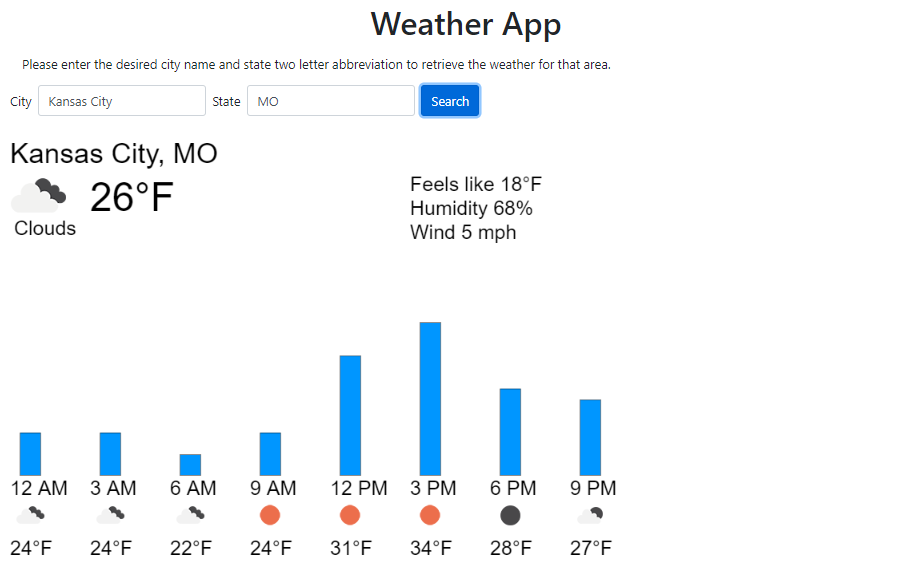 Weather App
Please enter the desired city name and state two letter abbreviation to retrieve the weather for that area.
City Kansas City State MO Search
Kansas City, MO
26°F
Clouds
Feels like 18°F
Humidity 68%
Wind 5 mph
12 AM 3 AM 6 AM 9 AM 12 PM 3 PM 6 PM 9 PM
24°F 24°F 22°F 24°F 31°F 34°F 28°F 27°F